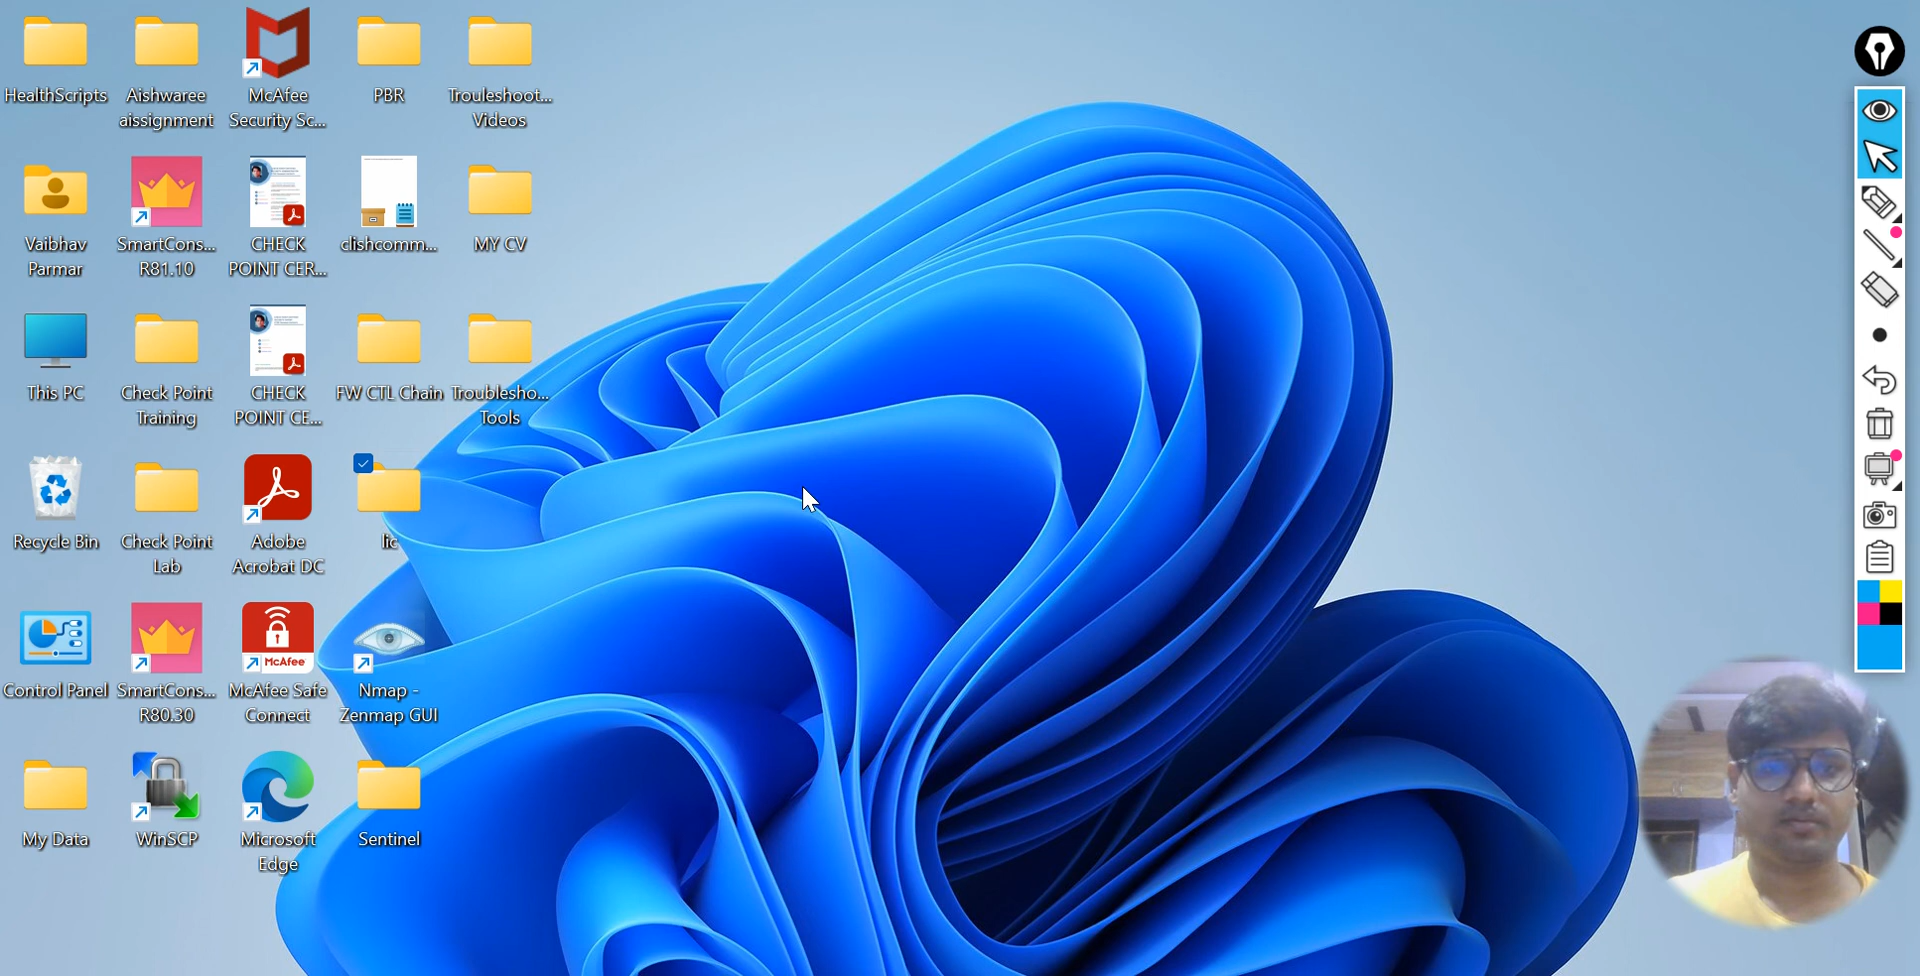 HealthScripts
Aishwaree
aissignment
McAfee
Security Sc...
PBR
Trouleshoot...
Videos
Vaibhav
Parmar
SmartCons...
R81.10
CHECK
POINT CER...
clishcomm...
MY CV
This PC
Check Point
Training
CHECK
POINT CE...
FW CTL Chain
Troublesho...
Tools
Recycle Bin
Check Point
Lab
Adobe
Acrobat DC
lic
Control Panel
SmartCons...
R80.30
McAfee
McAfee Safe
Connect
Nmap -
Zenmap GUI
My Data
WinSCP
Microsoft
Edge
Sentinel